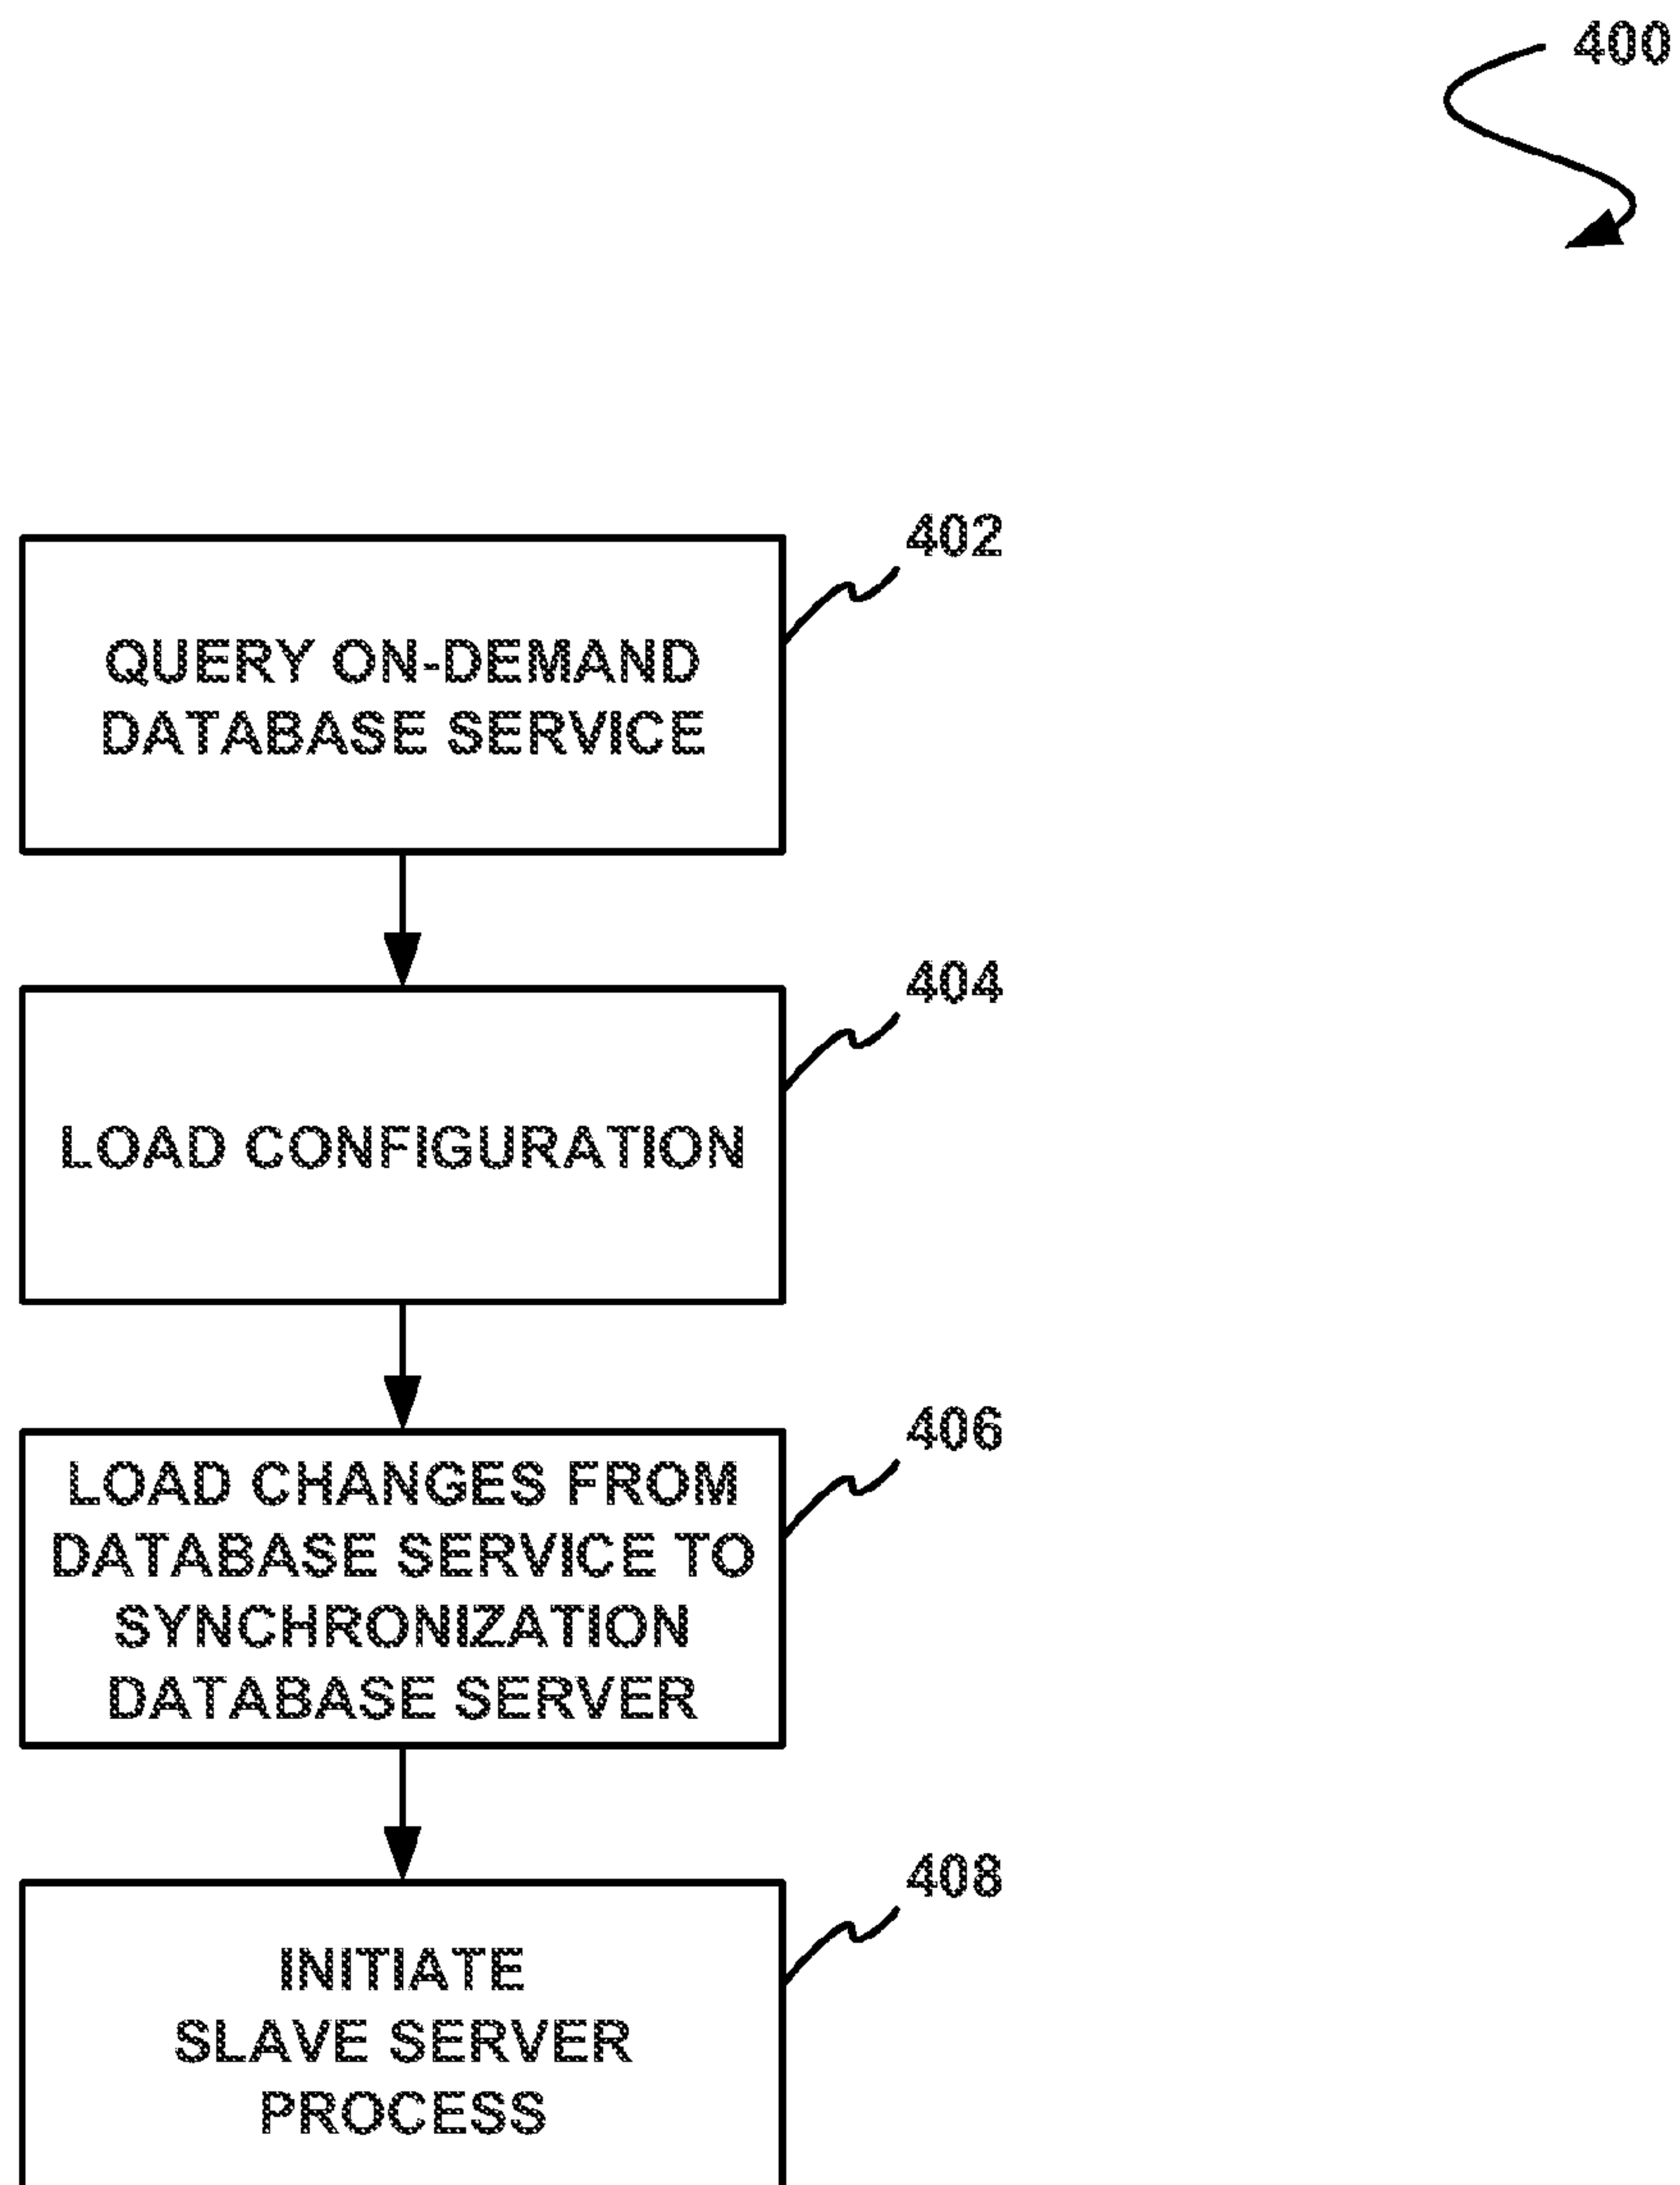 400
402
QUERY ON-DEMAND
DATABASE SERVICE
404
LOAD CONFIGURATION
406
LOAD CHANGES FROM
DATABASE SERVICE TO
SYNCHRONIZATION
DATABASE SERVER
408
INITIATE
SLAVE SERVER
PROCESS